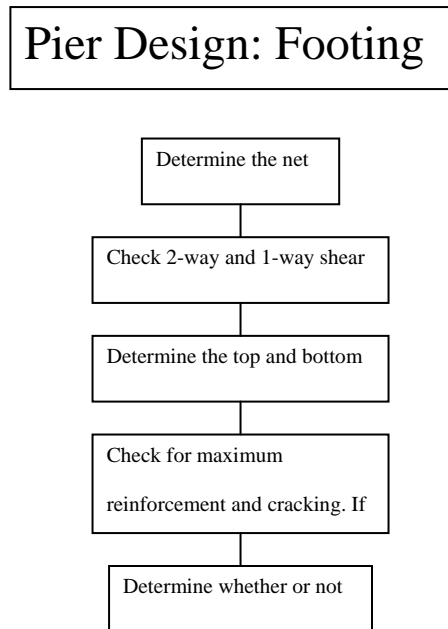 Pier Design: Footing
Determine the net
Check 2-way and 1-way shear
Determine the top and bottom
Check for maximum
reinforcement and cracking. If
Determine whether or not